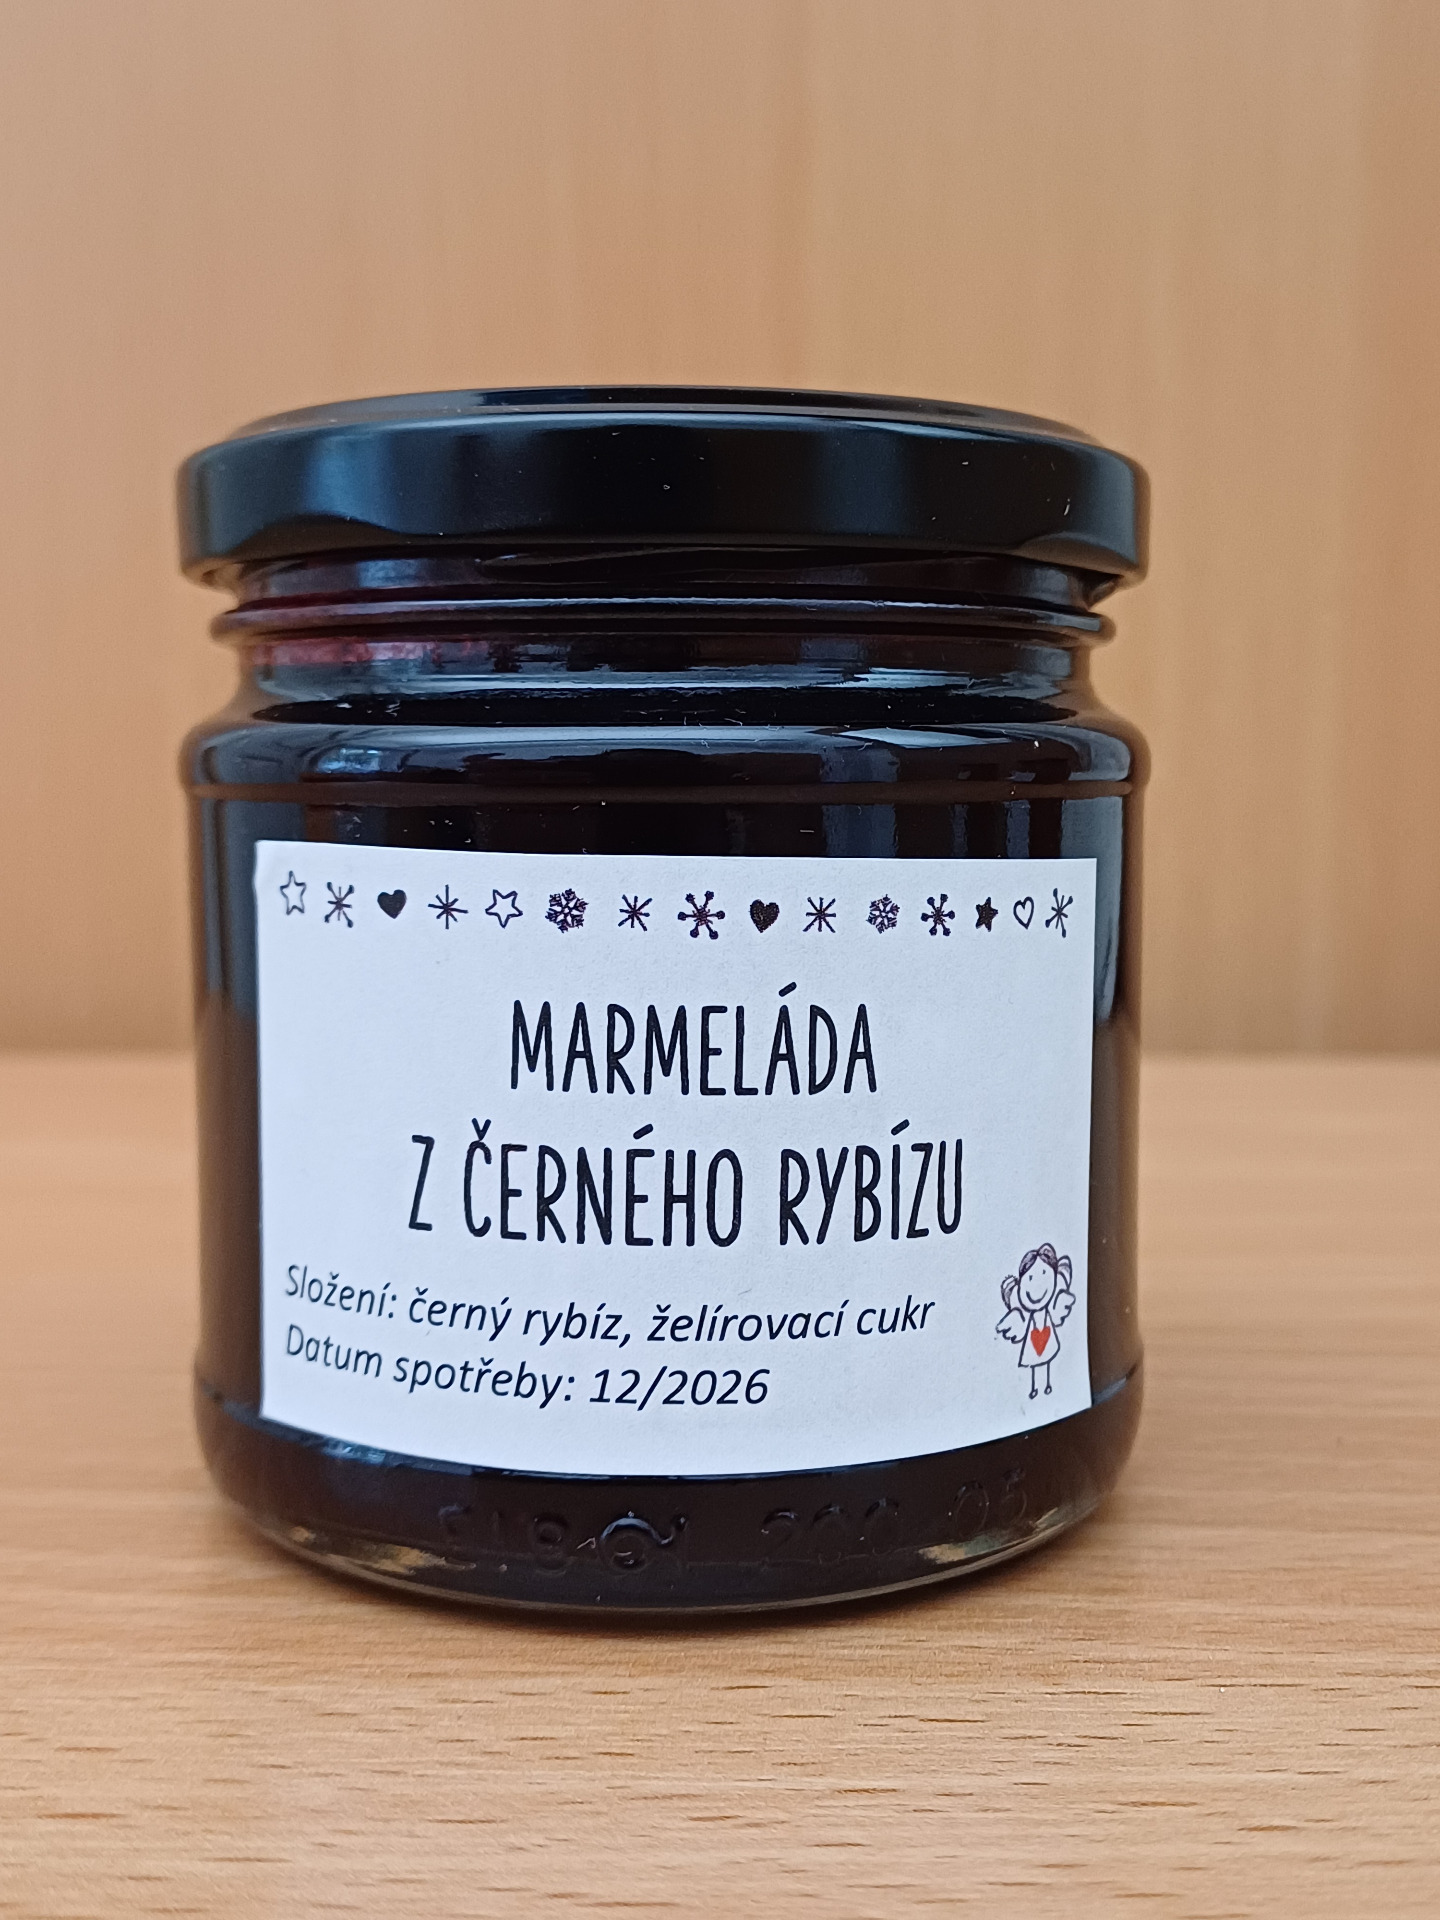 MARMELÁDA
Z ČERNÉHO RYBÍZU
Složení: černý rybíz, želírovací cukr
Datum spotřeby: 12/2026